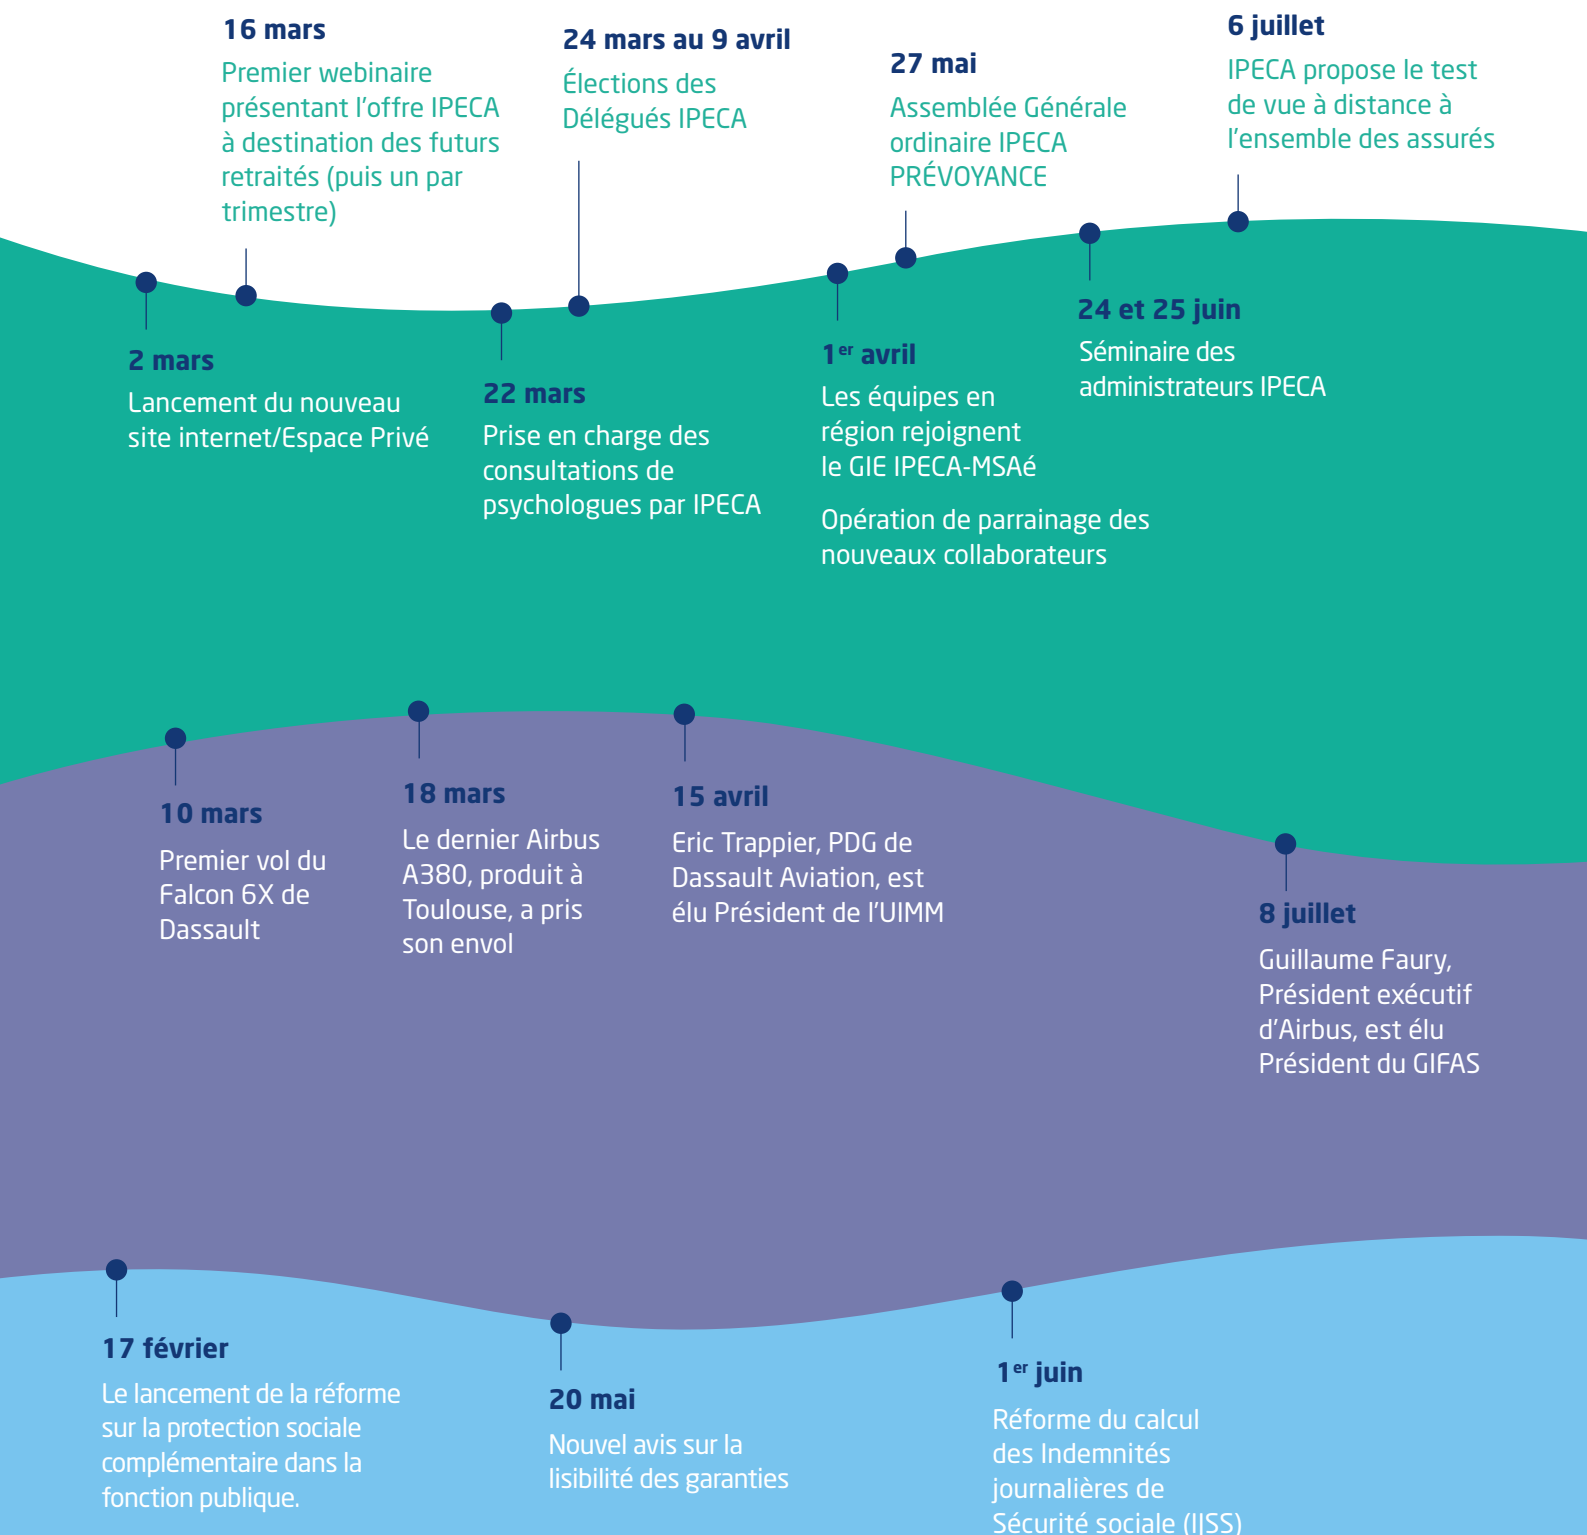 16 mars
Premier webinaire
présentant l'offre IPECA
à destination des futurs
retraités (puis un par
trimestre)
24 mars au 9 avril
Élections des
Délégués IPECA
27 mai
Assemblée Générale
ordinaire IPECA
PRÉVOYANCE
6 juillet
IPECA propose le test
de vue à distance à
l'ensemble des assurés
2 mars
Lancement du nouveau
site internet/Espace Privé
22 mars
Prise en charge des
consultations de
psychologues par IPECA
1er avril
Les équipes en
région rejoignent
le GIE IPECA-MSAé
Opération de parrainage des
nouveaux collaborateurs
24 et 25 juin
Séminaire des
administrateurs IPECA
10 mars
Premier vol du
Falcon 6X de
Dassault
18 mars
Le dernier Airbus
A380, produit à
Toulouse, a pris
son envol
15 avril
Eric Trappier, PDG de
Dassault Aviation, est
élu Président de l'UIMM
8 juillet
Guillaume Faury,
Président exécutif
d'Airbus, est élu
Président du GIFAS
17 février
Le lancement de la réforme
sur la protection sociale
complémentaire dans la
fonction publique.
20 mai
Nouvel avis sur la
lisibilité des garanties
1er juin
Réforme du calcul
des Indemnités
journalières de
Sécurité sociale (IJSS)